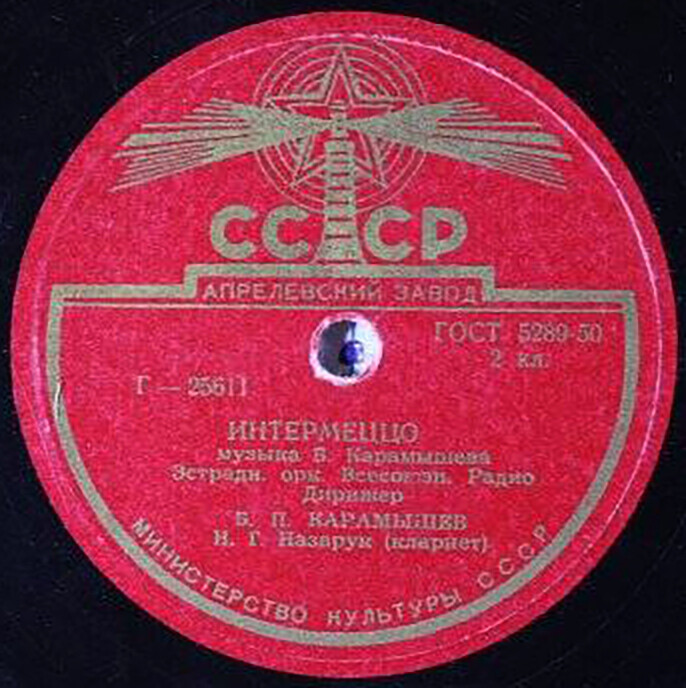 СССР
АПРЕЛЕВСКИЙ ЗАВОД
ГОСТ 5289-50
2 кл.
Г — 25611
ИНТЕРМЕЦЦО
музыка Б. Карамышева
Эстрадн. орк. Всесоюзн. Радио
Дирижер
Б. П. КАРАМЫШЕВ
Н. Г. Назарук (кларнет)
МИНИСТЕРСТВО КУЛЬТУРЫ СССР